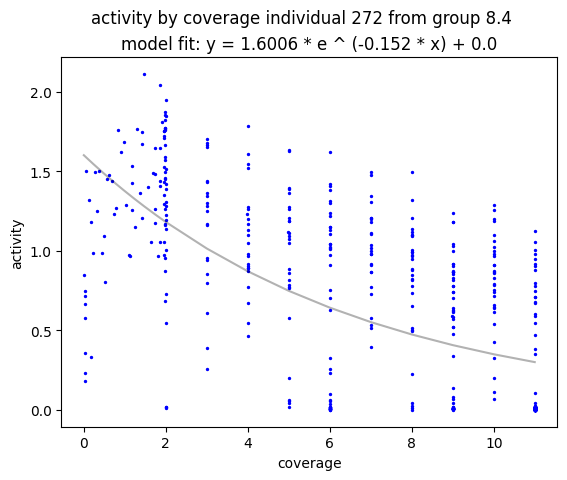 activity by coverage individual 272 from group 8.4
model fit: y = 1.6006 * e ^ (-0.152 * x) + 0.0
2.0
1.5
1.0
0.5
0.0
activity
0 2 4 6 8 10
coverage